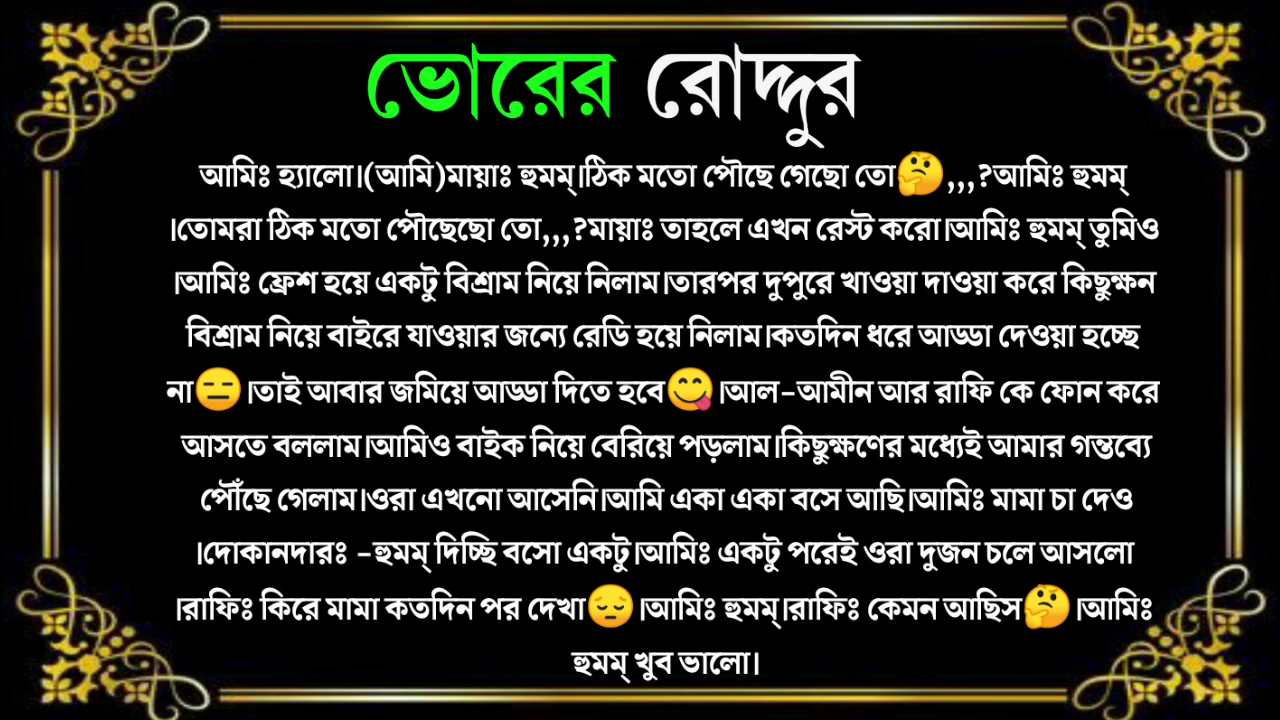 ভোরের রোদ্দুর
আমিঃ হ্যালো।(আমি)মায়াঃ হুমম্।ঠিক মতো পৌছে গেছো তো🤔,,,?আমিঃ হুমম্
।তোমরা ঠিক মতো পৌছেছো তো,,,?মায়াঃ তাহলে এখন রেস্ট করো।আমিঃ হুমম্ তুমিও
।আমিঃ ফ্রেশ হয়ে একটু বিশ্রাম নিয়ে নিলাম।তারপর দুপুরে খাওয়া দাওয়া করে কিছুক্ষন
বিশ্রাম নিয়ে বাইরে যাওয়ার জন্যে রেডি হয়ে নিলাম।কতদিন ধরে আড্ডা দেওয়া হচ্ছে
না😑।তাই আবার জমিয়ে আড্ডা দিতে হবে😋।আল-আমীন আর রাফি কে ফোন করে
আসতে বললাম।আমিও বাইক নিয়ে বেরিয়ে পড়লাম।কিছুক্ষণের মধ্যেই আমার গন্তব্যে
পৌঁছে গেলাম।ওরা এখনো আসেনি।আমি একা একা বসে আছি।আমিঃ মামা চা দেও
।দোকানদারঃ -হুমম্ দিচ্ছি বসো একটু।আমিঃ একটু পরেই ওরা দুজন চলে আসলো
।রাফিঃ কিরে মামা কতদিন পর দেখা😔।আমিঃ হুমম্।রাফিঃ কেমন আছিস🤔।আমিঃ
হুমম্ খুব ভালো।